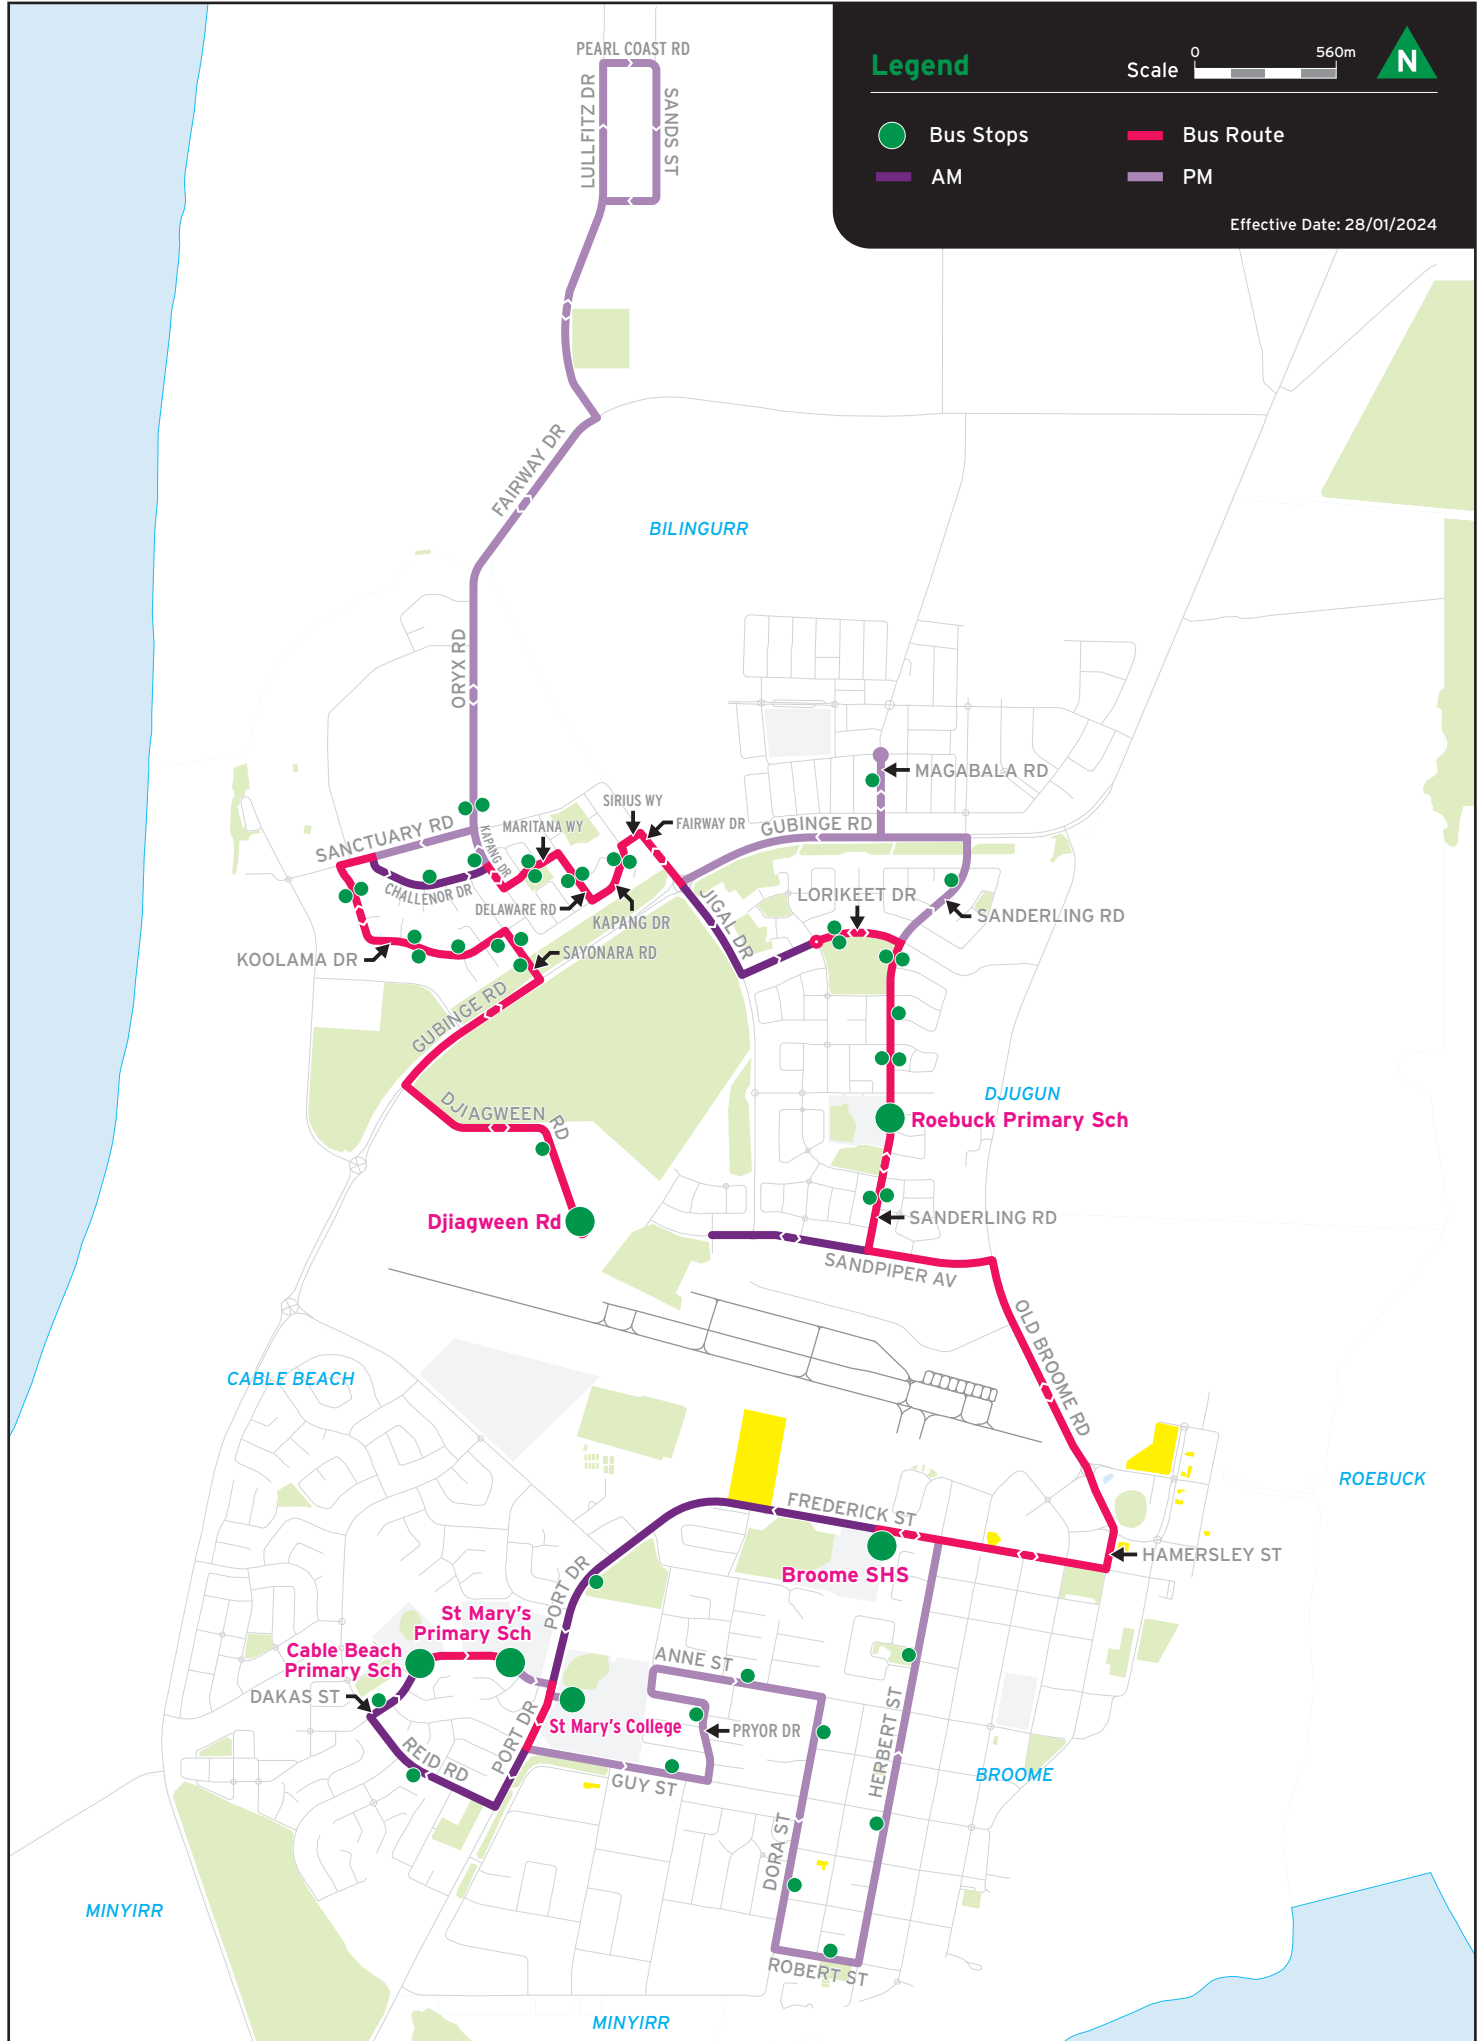 PEARL COAST RD
LULLFITZ DR
SANDS ST
Legend
Scale
0
560m
N
Bus Stops
Bus Route
AM
PM
Effective Date: 28/01/2024
FAIRWAY DR
BILINGURR
ORYX RD
MAGABALA RD
SIRIUS WY
FAIRWAY DR
GUBINGE RD
MARITANA WY
SANCTUARY RD
KAPANG DR
CHALLENOR DR
DELAWARE RD
KAPANG DR
JIGAL DR
LORIKEET DR
SANDERLING RD
KOOLAMA DR
SAYONARA RD
GUBINGE RD
DJUGUN
DJIAGWEEN RD
Roebuck Primary Sch
Djiagween Rd
SANDERLING RD
SANDPIPER AV
OLD BROOME RD
CABLE BEACH
ROEBUCK
FREDERICK ST
HAMERSLEY ST
Broome SHS
PORT DR
St Mary's
Primary Sch
Cable Beach
Primary Sch
DAKAS ST
ANNE ST
St Mary's College
PRYOR DR
PORT DR
REID RD
GUY ST
HERBERT ST
BROOME
DORA ST
MINYIRR
ROBERT ST
MINYIRR